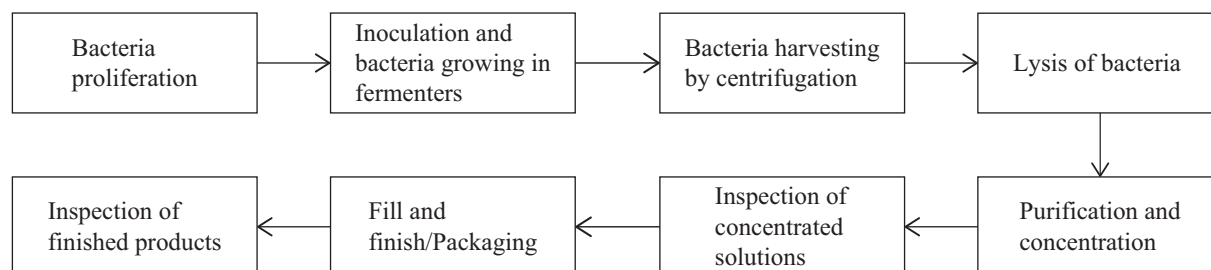 Bacteria
proliferation
Inoculation and
bacteria growing in
fermenters
Bacteria harvesting
by centrifugation
Lysis of bacteria
Purification and
concentration
Inspection of
concentrated
solutions
Fill and
finish/Packaging
Inspection of
finished products